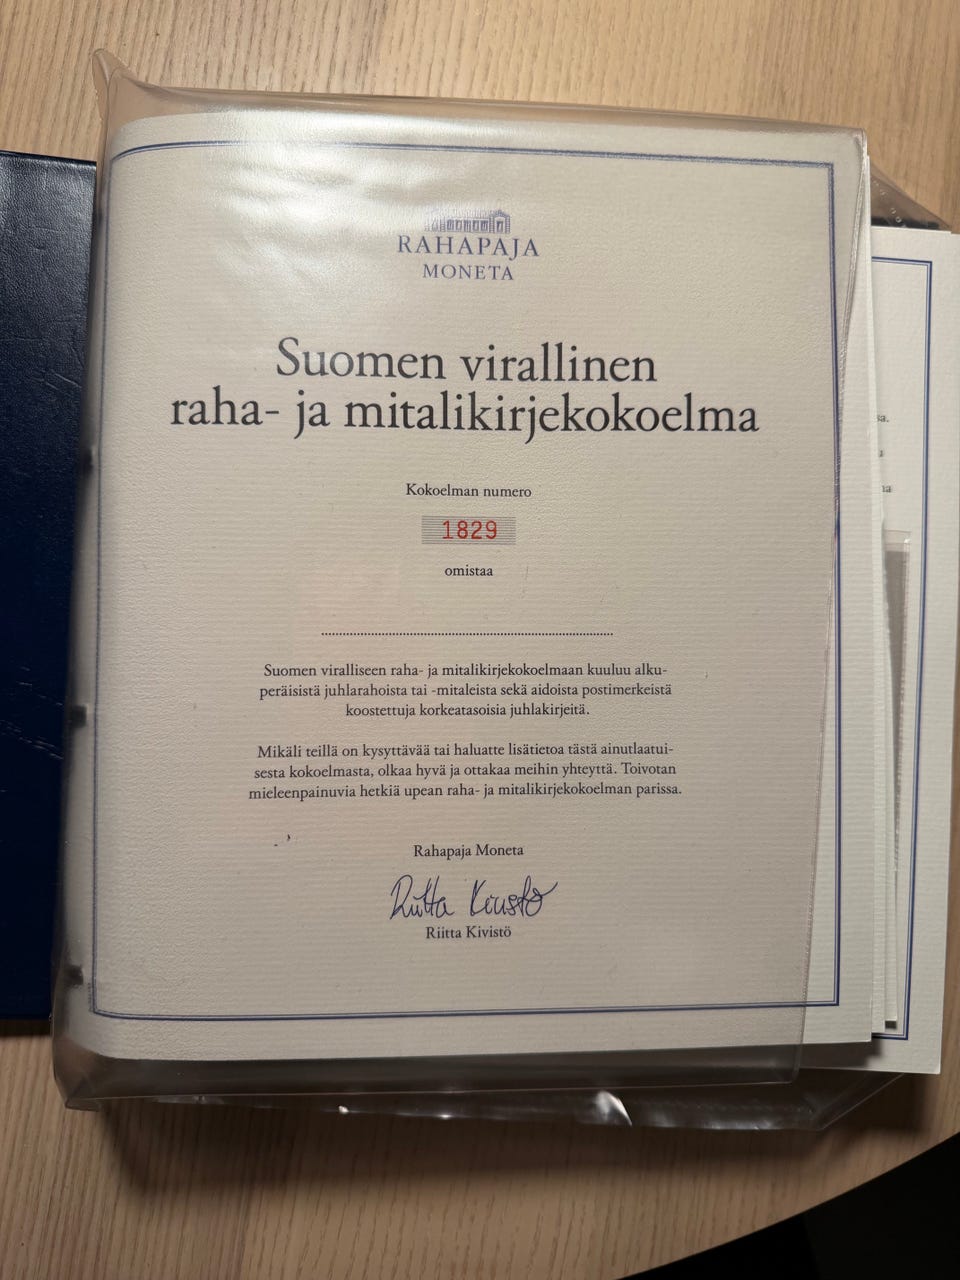 RAHAPAJA
MONETA
Suomen virallinen
raha- ja mitalikirjekokoelma
Kokoelman numero
1829
omistaa
Suomen viralliseen raha- ja mitalikirjekokoelmaan kuuluu alku-
peräisistä juhlarahoista tai -mitaleista sekä aidoista postimerkeistä
koostettuja korkeatasoisia juhlakirjeitä.
Mikäli teillä on kysyttävää tai haluatte lisätietoa tästä ainutlaatui-
sesta kokoelmasta, olkaa hyvä ja ottakaa meihin yhteyttä. Toivotan
mieleenpainuvia hetkiä upean raha- ja mitalikirjekokoelman parissa.
Rahapaja Moneta
Riitta Kivistö
Riitta Kivistö